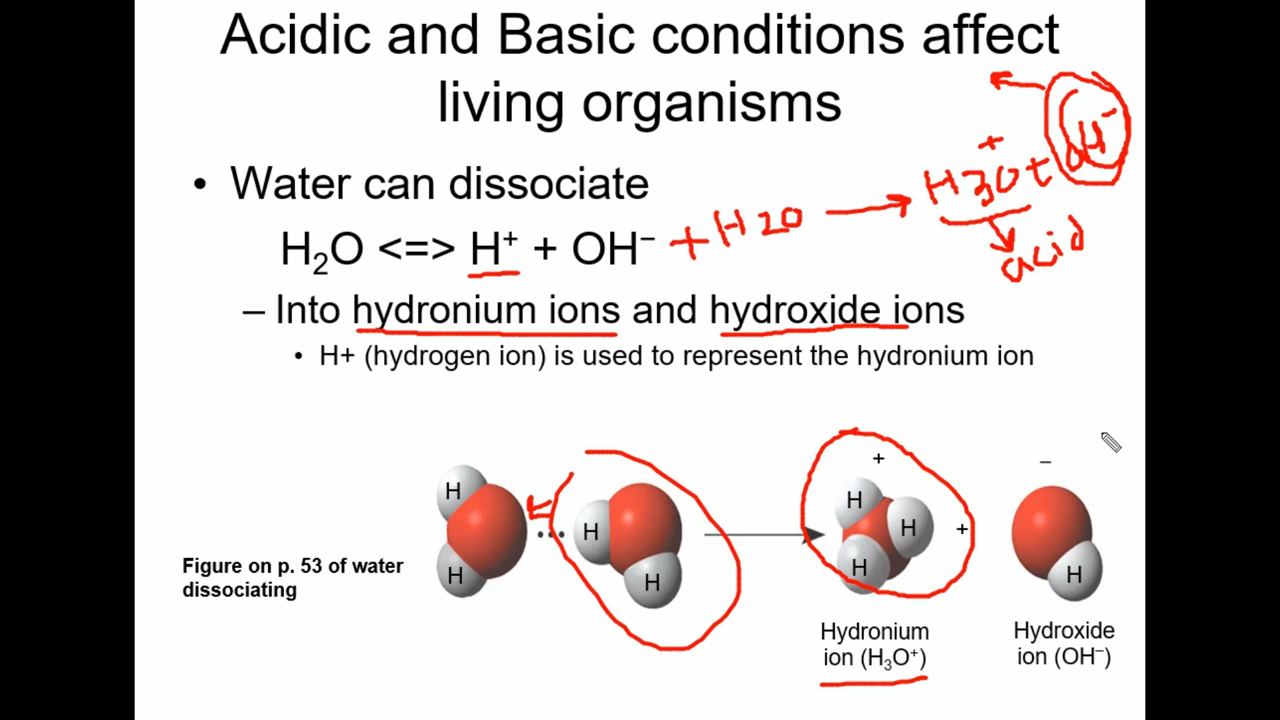 Acidic and Basic conditions affect
living organisms
• Water can dissociate
H₂O <=> H⁺ + OH⁻ + H2O → H3O⁺ + OH⁻
acid
– Into hydronium ions and hydroxide ions
• H+ (hydrogen ion) is used to represent the hydronium ion
H H H H + H H H + – H
Figure on p. 53 of water
dissociating
Hydronium
ion (H₃O⁺)
Hydroxide
ion (OH⁻)